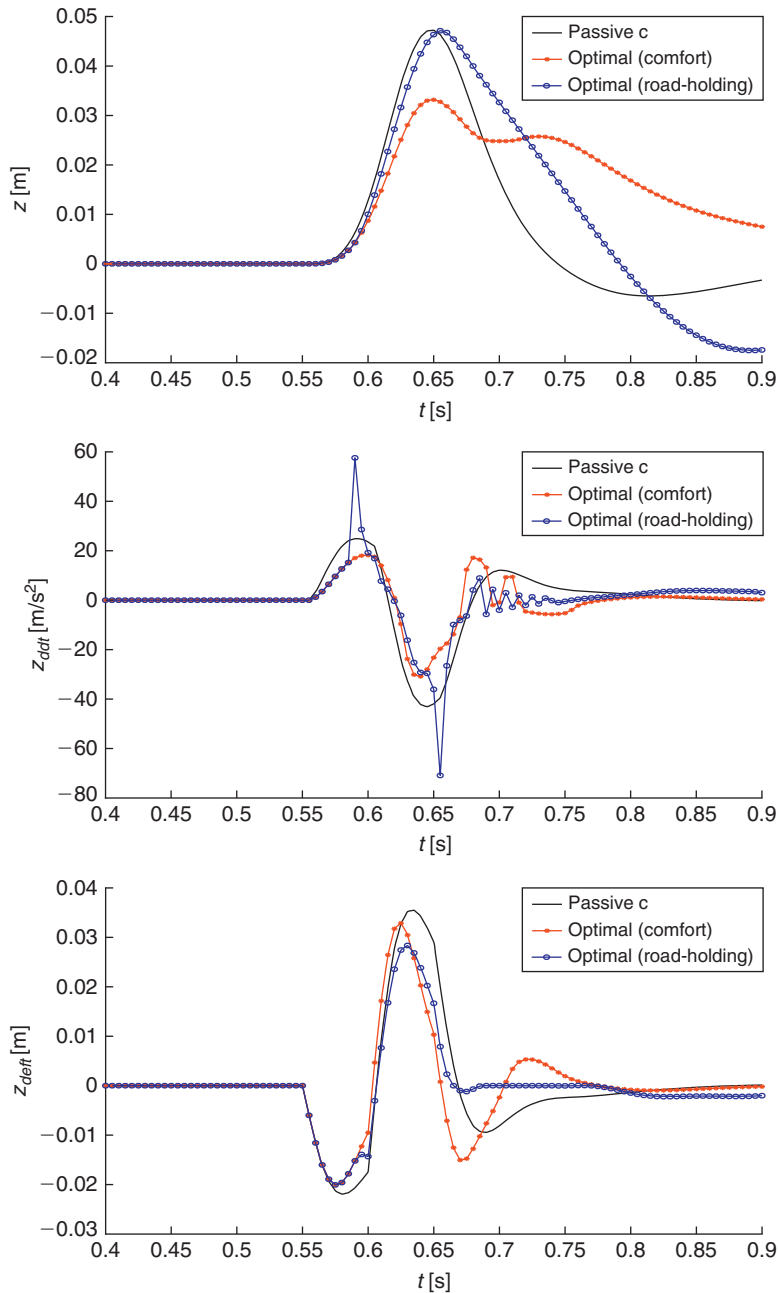 0.05
0.04
0.03
0.02
0.01
0
−0.01
−0.02
z [m]
Passive c
Optimal (comfort)
Optimal (road-holding)
0.4 0.45 0.5 0.55 0.6 0.65 0.7 0.75 0.8 0.85 0.9
t [s]
60
40
20
0
−20
−40
−60
−80
z_ddt [m/s²]
Passive c
Optimal (comfort)
Optimal (road-holding)
0.4 0.45 0.5 0.55 0.6 0.65 0.7 0.75 0.8 0.85 0.9
t [s]
0.04
0.03
0.02
0.01
0
−0.01
−0.02
−0.03
z_deft [m]
Passive c
Optimal (comfort)
Optimal (road-holding)
0.4 0.45 0.5 0.55 0.6 0.65 0.7 0.75 0.8 0.85 0.9
t [s]